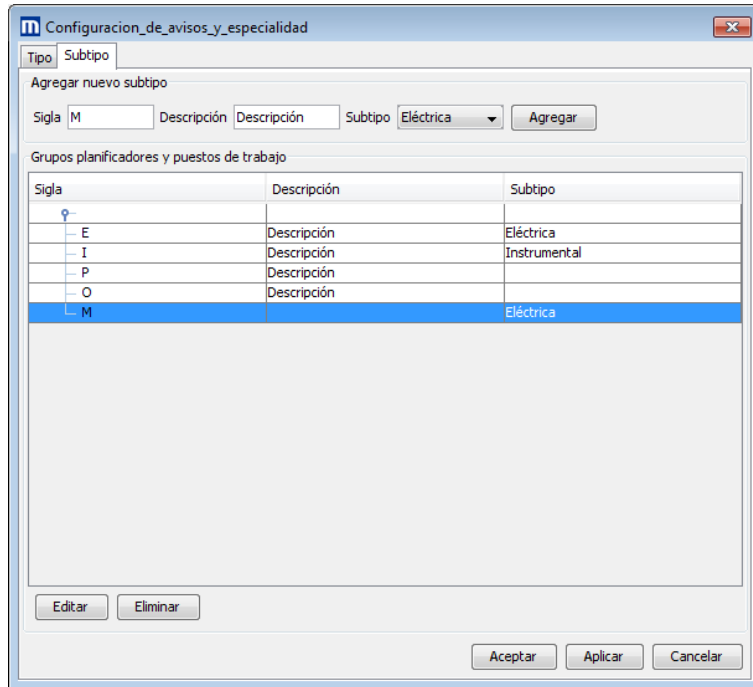 m Configuracion_de_avisos_y_especialidad
Tipo Subtipo
Agregar nuevo subtipo
Sigla M Descripción Descripción Subtipo Eléctrica Agregar
Grupos planificadores y puestos de trabajo
Sigla Descripción Subtipo
E Descripción Eléctrica
I Descripción Instrumental
P Descripción
O Descripción
M Eléctrica
Editar Eliminar
Aceptar Aplicar Cancelar